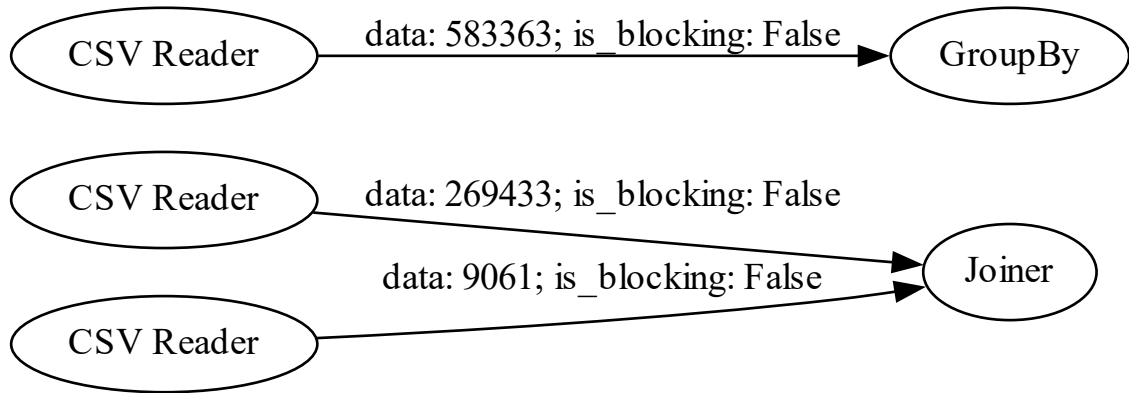 CSV Reader
data: 583363; is_blocking: False
GroupBy
CSV Reader
data: 269433; is_blocking: False
data: 9061; is_blocking: False
Joiner
CSV Reader